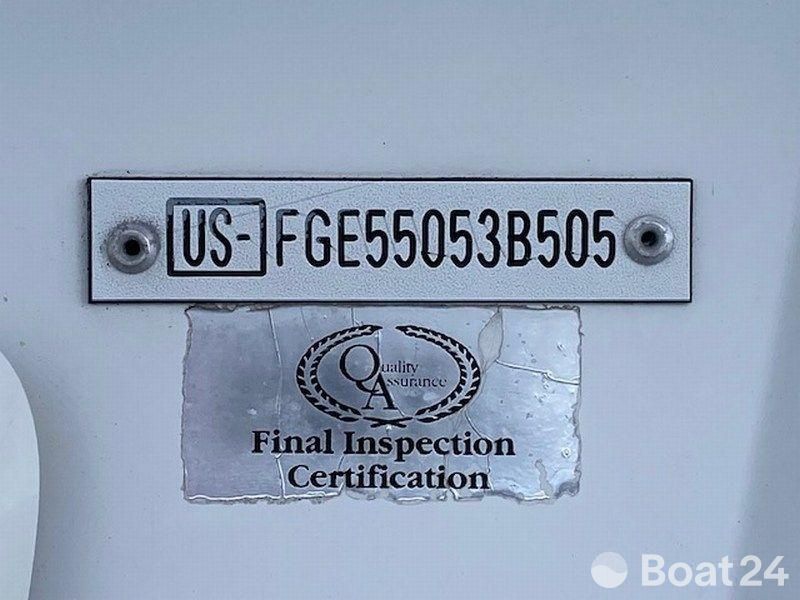 US-FGE55053B505
Quality
Assurance
Final Inspection
Certification
Boat24